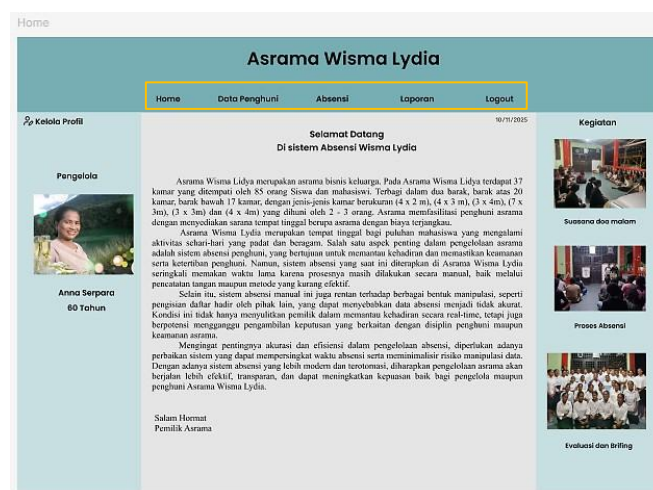 Home
Asrama Wisma Lydia
Home Data Penghuni Absensi Laporan Logout
Kelola Profil
Pengelola
Anna Serpara
60 Tahun
10/11/2025
Selamat Datang
Di sistem Absensi Wisma Lydia
Asrama Wisma Lidya merupakan asrama bisnis keluarga. Pada Asrama Wisma Lidya terdapat 37
kamar yang ditempati oleh 85 orang Siswa dan mahasiswi. Terbagi dalam dua barak, barak atas 20
kamar, barak bawah 17 kamar, dengan jenis-jenis kamar berukuran (4 x 2 m), (4 x 3 m), (3 x 4m), (7 x
3m), (3 x 3m) dan (4 x 4m) yang dihuni oleh 2 - 3 orang. Asrama memfasilitasi penghuni asrama
dengan menyediakan sarana tempat tinggal berupa asrama dengan biaya terjangkau.
Asrama Wisma Lydia merupakan tempat tinggal bagi puluhan mahasiswa yang mengalami
aktivitas sehari-hari yang padat dan beragam. Salah satu aspek penting dalam pengelolaan asrama
adalah sistem absensi penghuni, yang bertujuan untuk memantau kehadiran dan memastikan keamanan
serta ketertiban penghuni. Namun, sistem absensi yang saat ini diterapkan di Asrama Wisma Lydia
seringkali memakan waktu lama karena prosesnya masih dilakukan secara manual, baik melalui
pencatatan tangan maupun metode yang kurang efektif.
Selain itu, sistem absensi manual ini juga rentan terhadap berbagai bentuk manipulasi, seperti
pengisian daftar hadir oleh pihak lain, yang dapat menyebabkan data absensi menjadi tidak akurat.
Kondisi ini tidak hanya menyulitkan pemilik dalam memantau kehadiran secara real-time, tetapi juga
berpotensi mengganggu pengambilan keputusan yang berkaitan dengan disiplin penghuni maupun
keamanan asrama.
Mengingat pentingnya akurasi dan efisiensi dalam pengelolaan absensi, diperlukan adanya
perbaikan sistem yang dapat mempersingkat waktu absensi serta meminimalisir risiko manipulasi data.
Dengan adanya sistem absensi yang lebih modern dan terotomasi, diharapkan pengelolaan asrama akan
berjalan lebih efektif, transparan, dan dapat meningkatkan kepuasan baik bagi pengelola maupun
penghuni Asrama Wisma Lydia.
Salam Hormat
Pemilik Asrama
Kegiatan
Suasana doa malam
Proses Absensi
Evaluasi dan Brifing